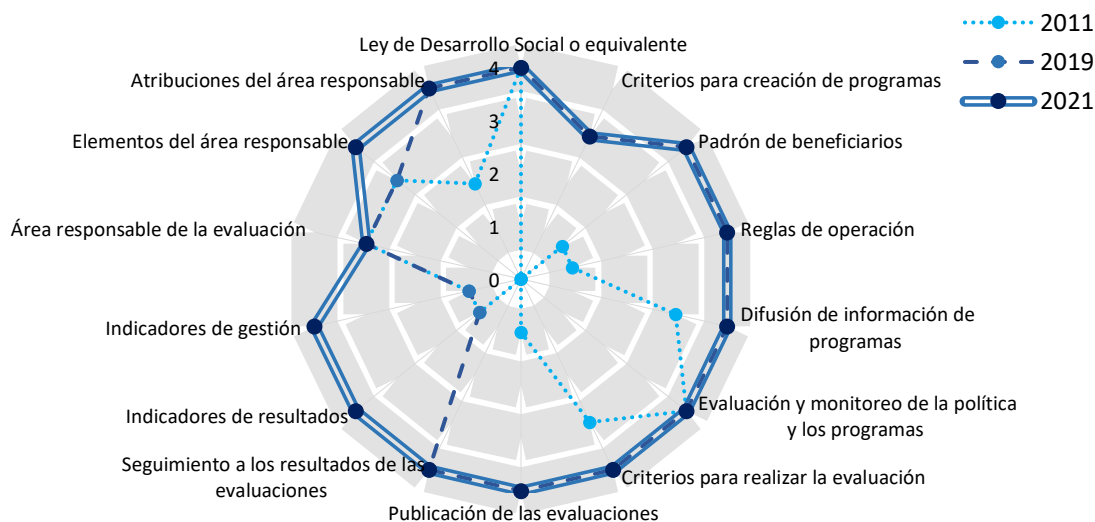 2011
2019
2021
Ley de Desarrollo Social o equivalente
Criterios para creación de programas
Padrón de beneficiarios
Reglas de operación
Difusión de información de
programas
Evaluación y monitoreo de la política
y los programas
Criterios para realizar la evaluación
Publicación de las evaluaciones
Seguimiento a los resultados de las
evaluaciones
Indicadores de resultados
Indicadores de gestión
Área responsable de la evaluación
Elementos del área responsable
Atribuciones del área responsable
4
3
2
1
0